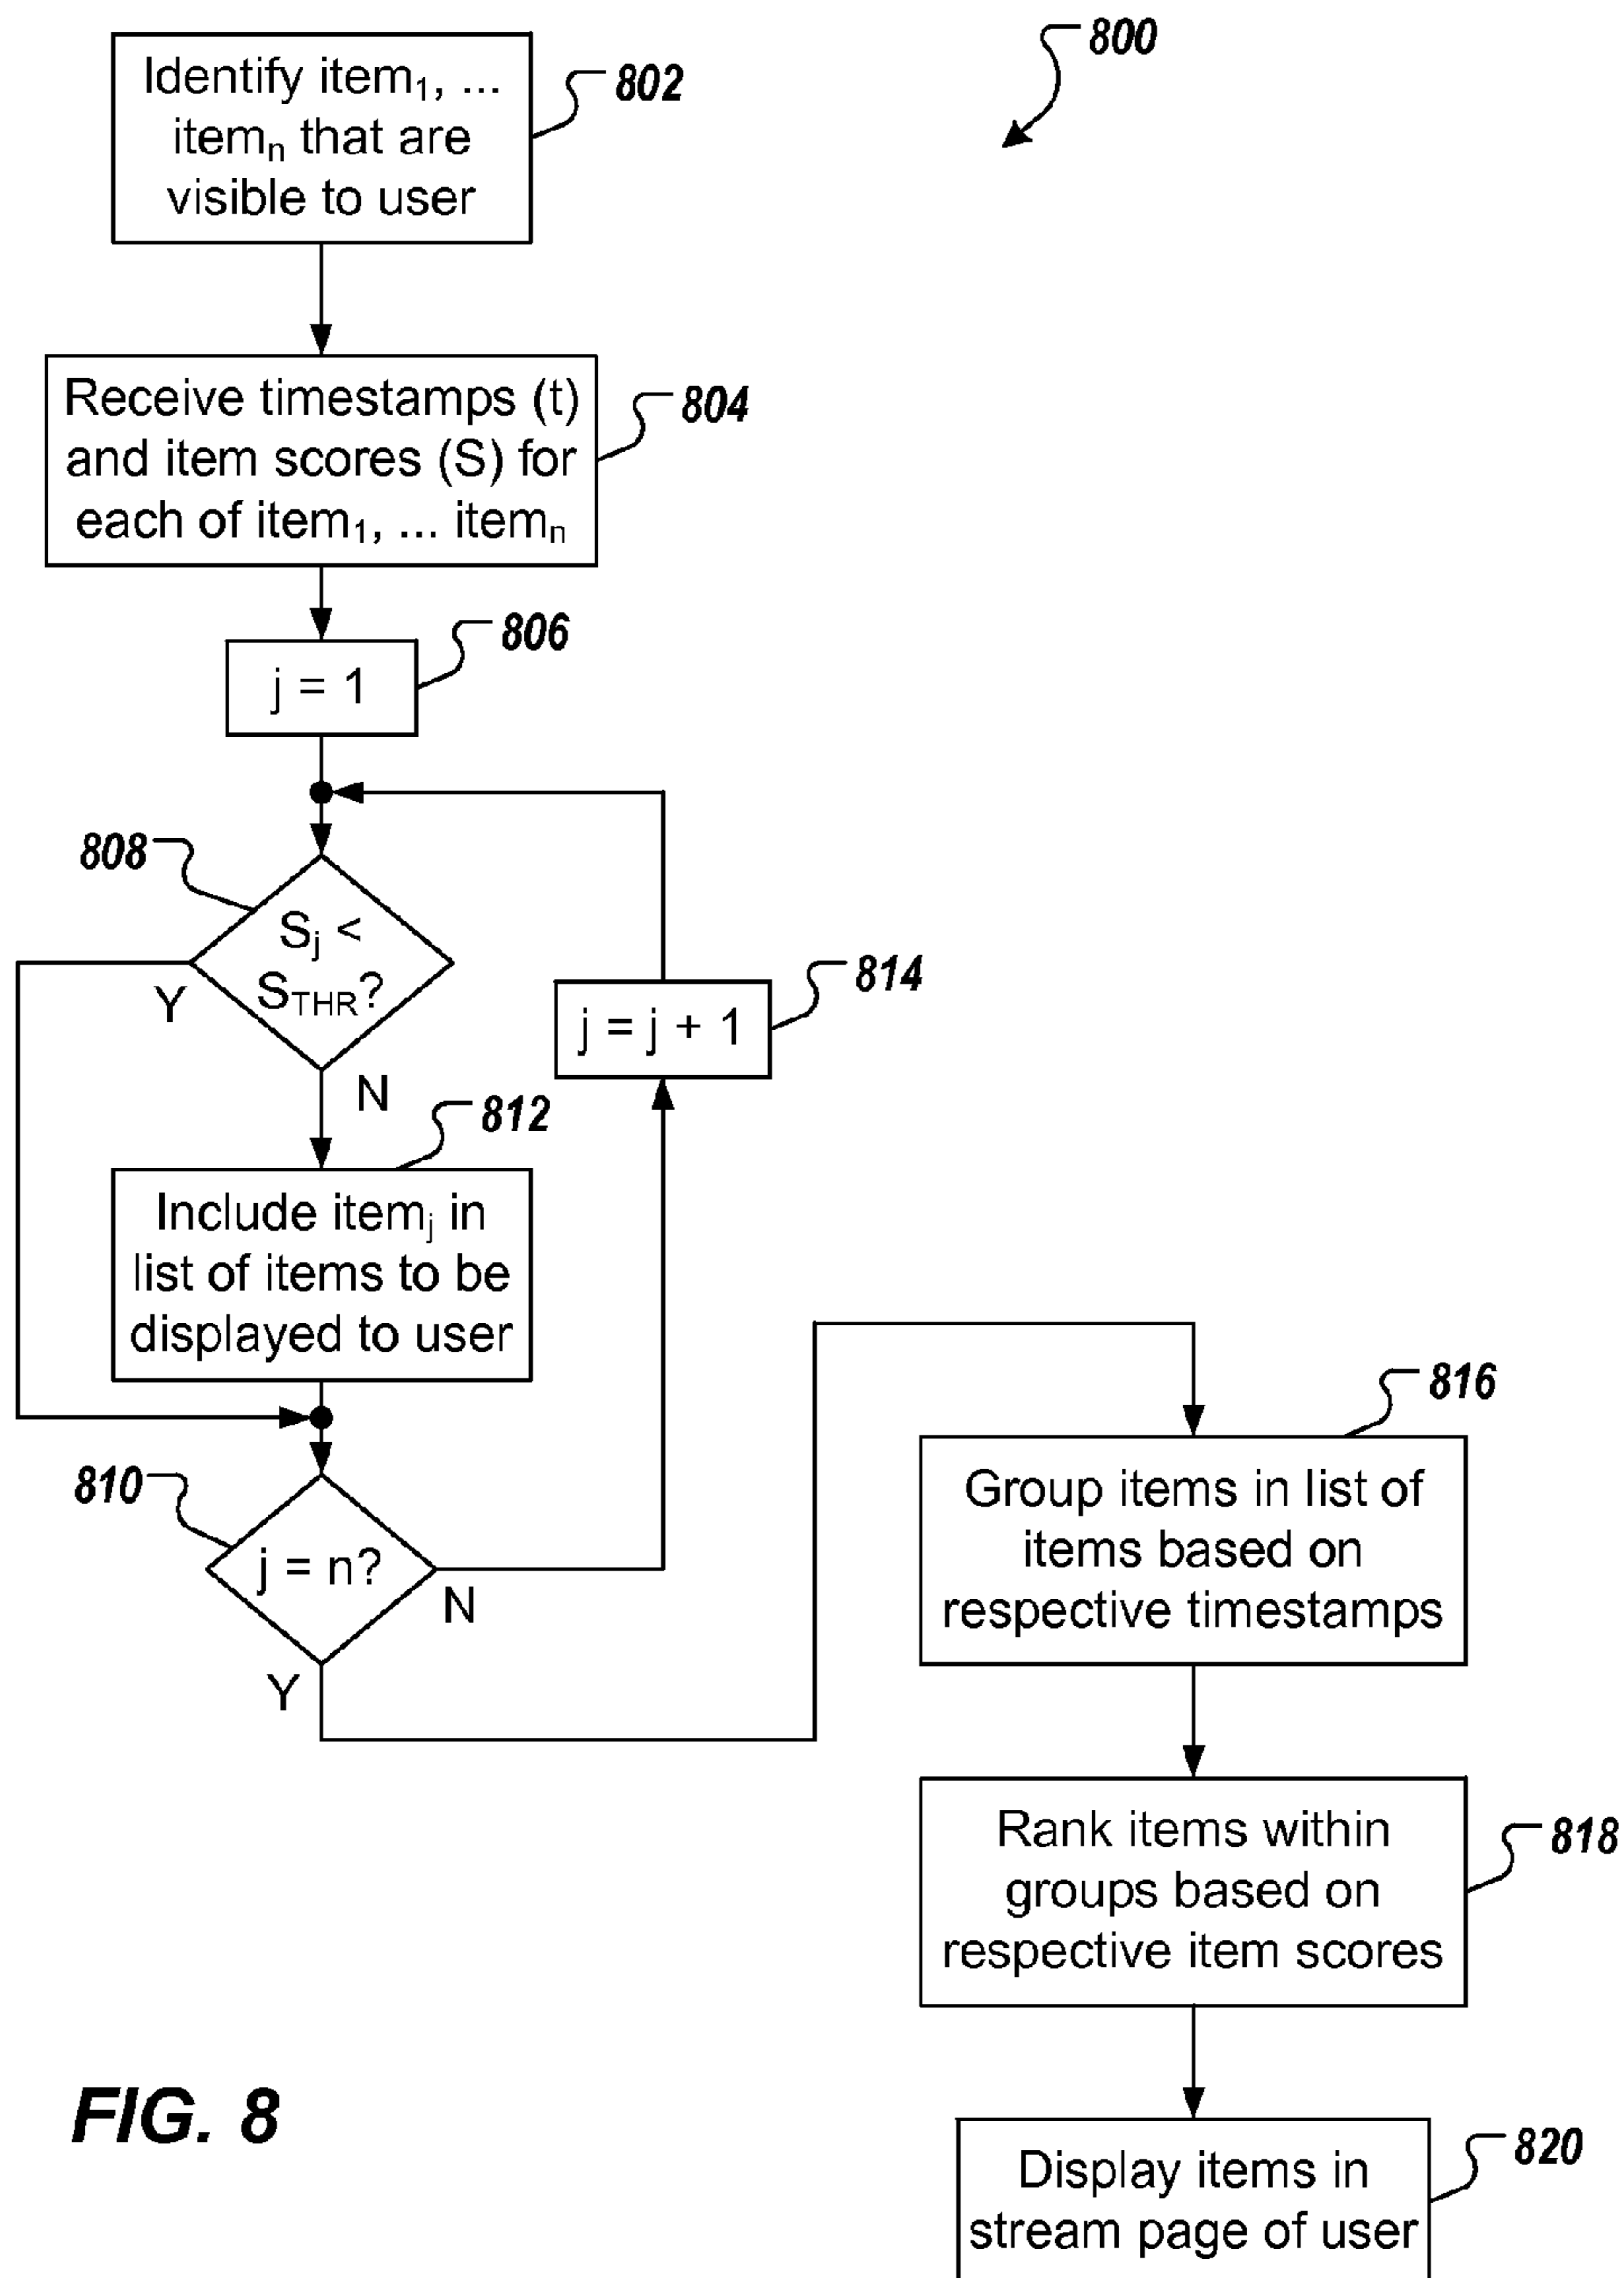 800
Identify item₁, ...
itemₙ that are
visible to user
802
Receive timestamps (t)
and item scores (S) for
each of item₁, ... itemₙ
804
j = 1
806
808
Sⱼ <
S_THR?
Y
N
j = j + 1
814
812
Include itemⱼ in
list of items to be
displayed to user
810
j = n?
N
Y
816
Group items in list of
items based on
respective timestamps
Rank items within
groups based on
respective item scores
818
Display items in
stream page of user
820
FIG. 8